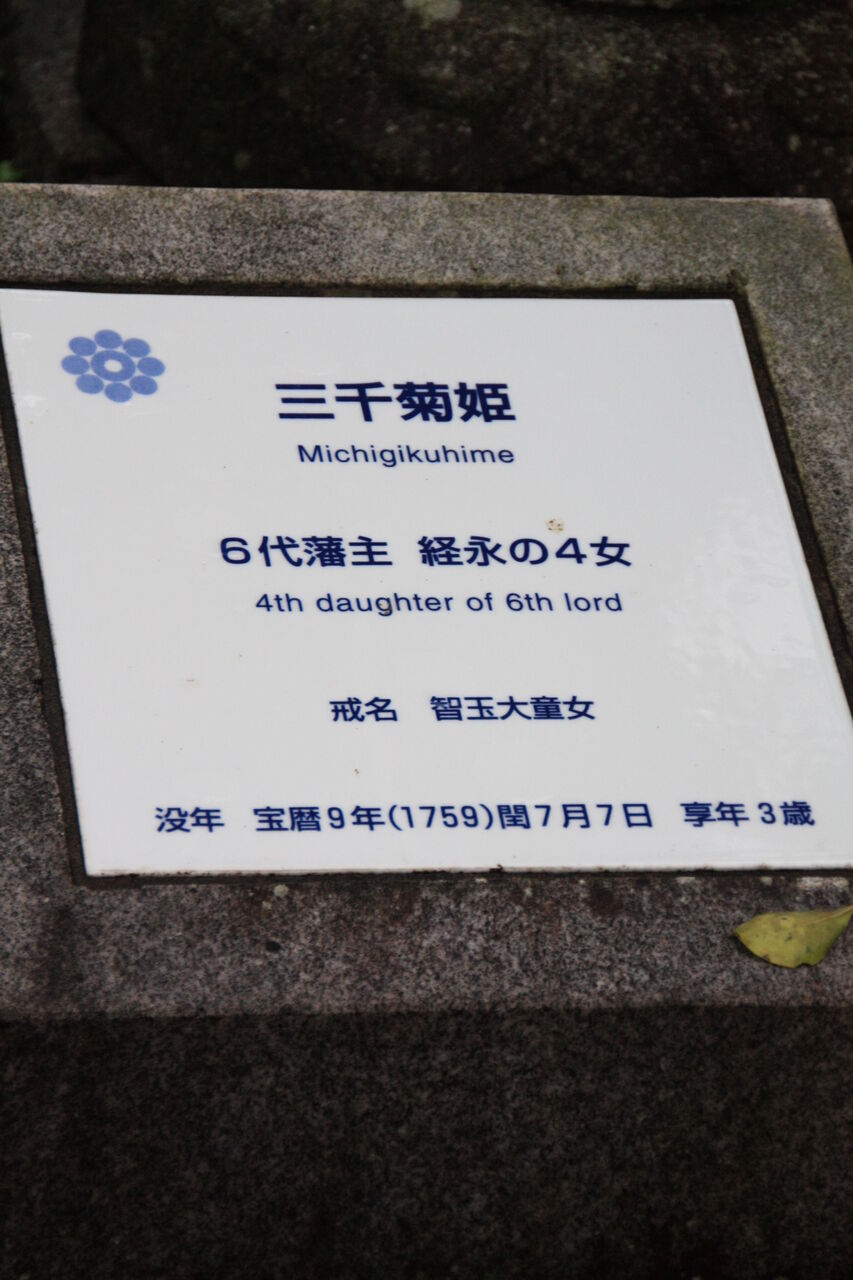 三千菊姫
Michigikuhime
6代藩主 経永の4女
4th daughter of 6th lord
戒名 智玉大童女
没年 宝暦9年(1759)閏7月7日 享年3歳